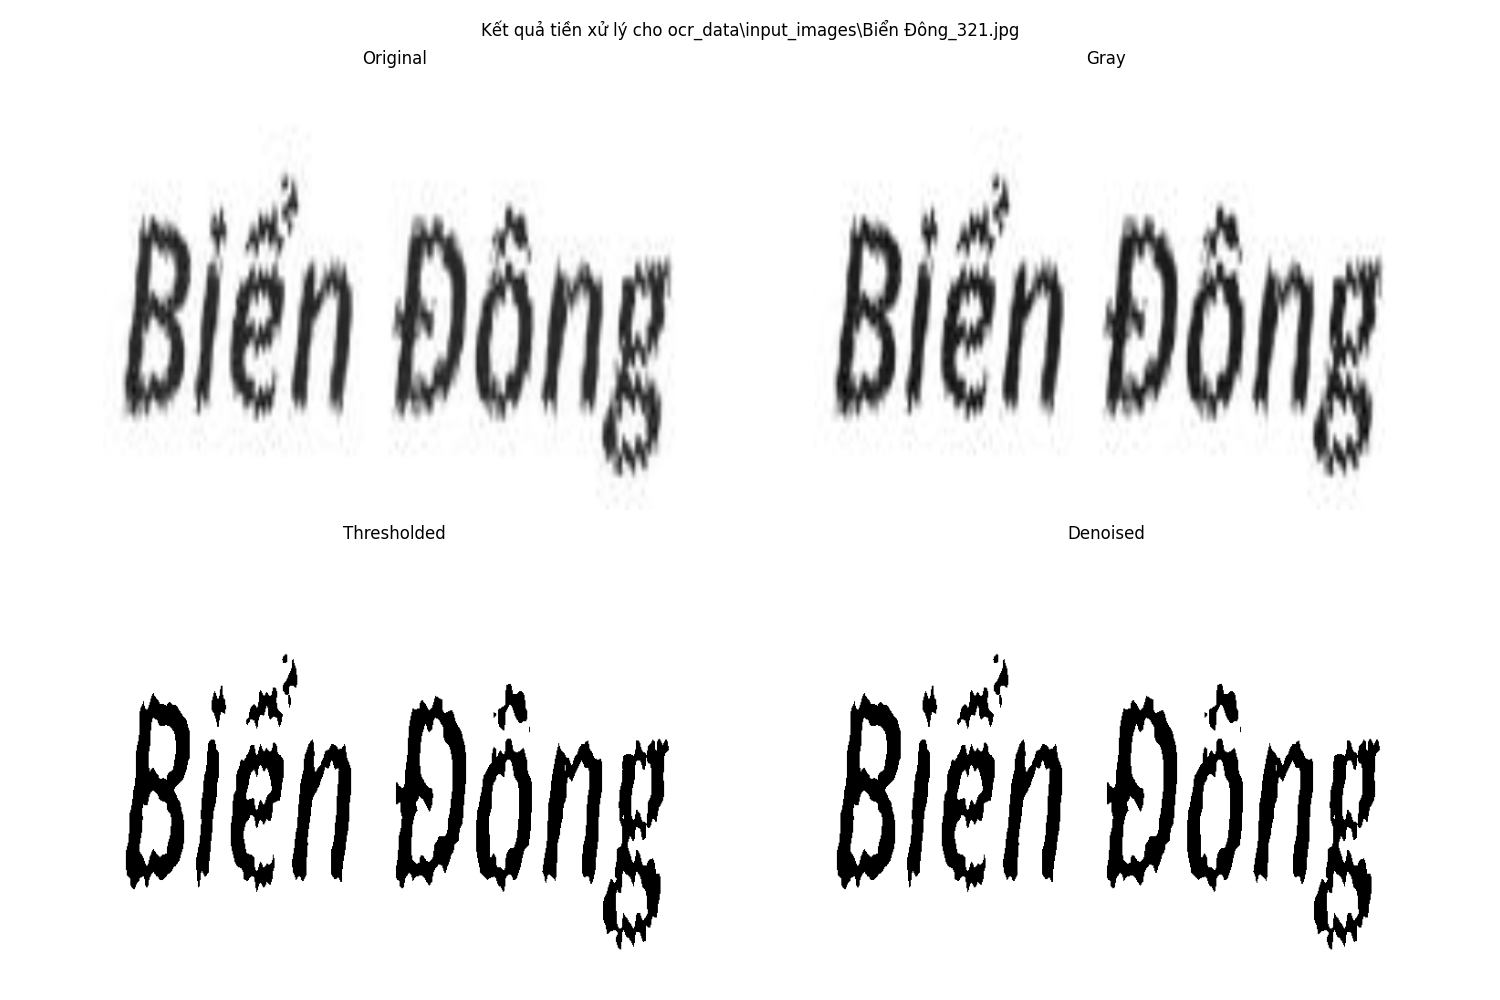 Kết quả tiền xử lý cho ocr_data\input_images\Biển Đông_321.jpg
Original
Gray
Biển Đông
Biển Đông
Thresholded
Denoised
Biển Đông
Biển Đông